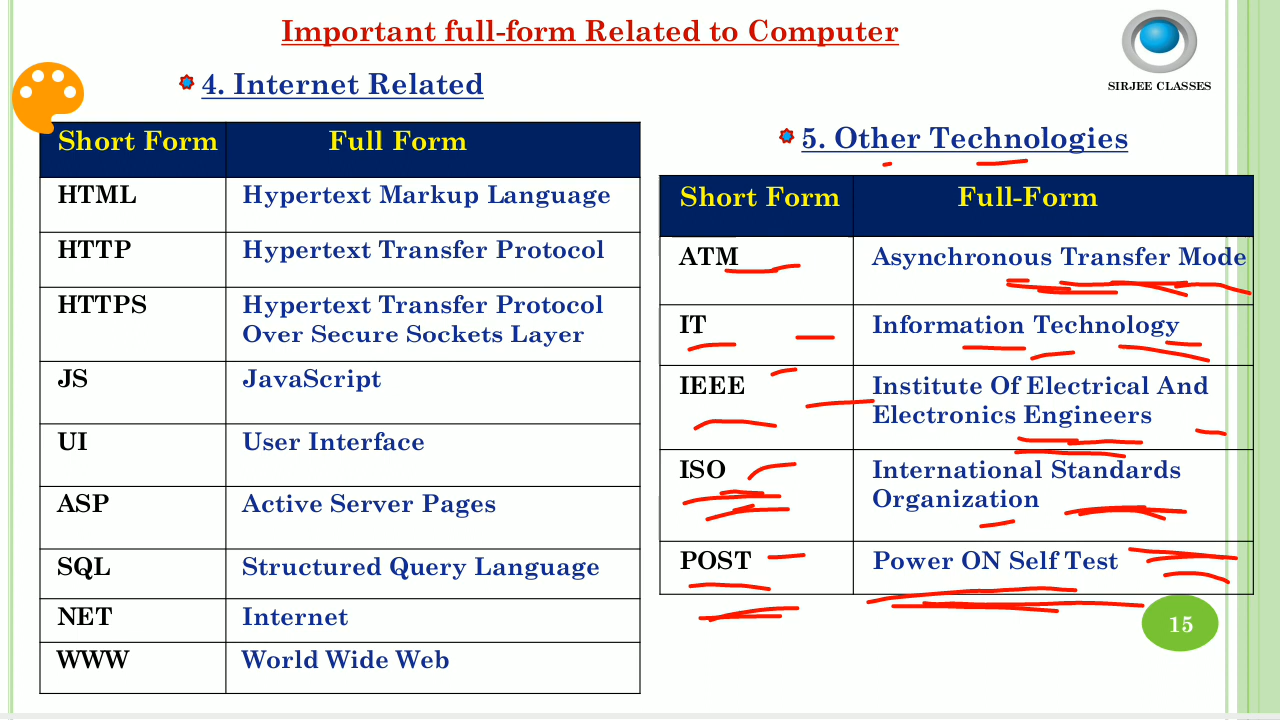 Important full-form Related to Computer
SIRJEE CLASSES
4. Internet Related
Short Form Full Form
HTML Hypertext Markup Language
HTTP Hypertext Transfer Protocol
HTTPS Hypertext Transfer Protocol
Over Secure Sockets Layer
JS JavaScript
UI User Interface
ASP Active Server Pages
SQL Structured Query Language
NET Internet
WWW World Wide Web
5. Other Technologies
Short Form Full-Form
ATM Asynchronous Transfer Mode
IT Information Technology
IEEE Institute Of Electrical And
Electronics Engineers
ISO International Standards
Organization
POST Power ON Self Test
15